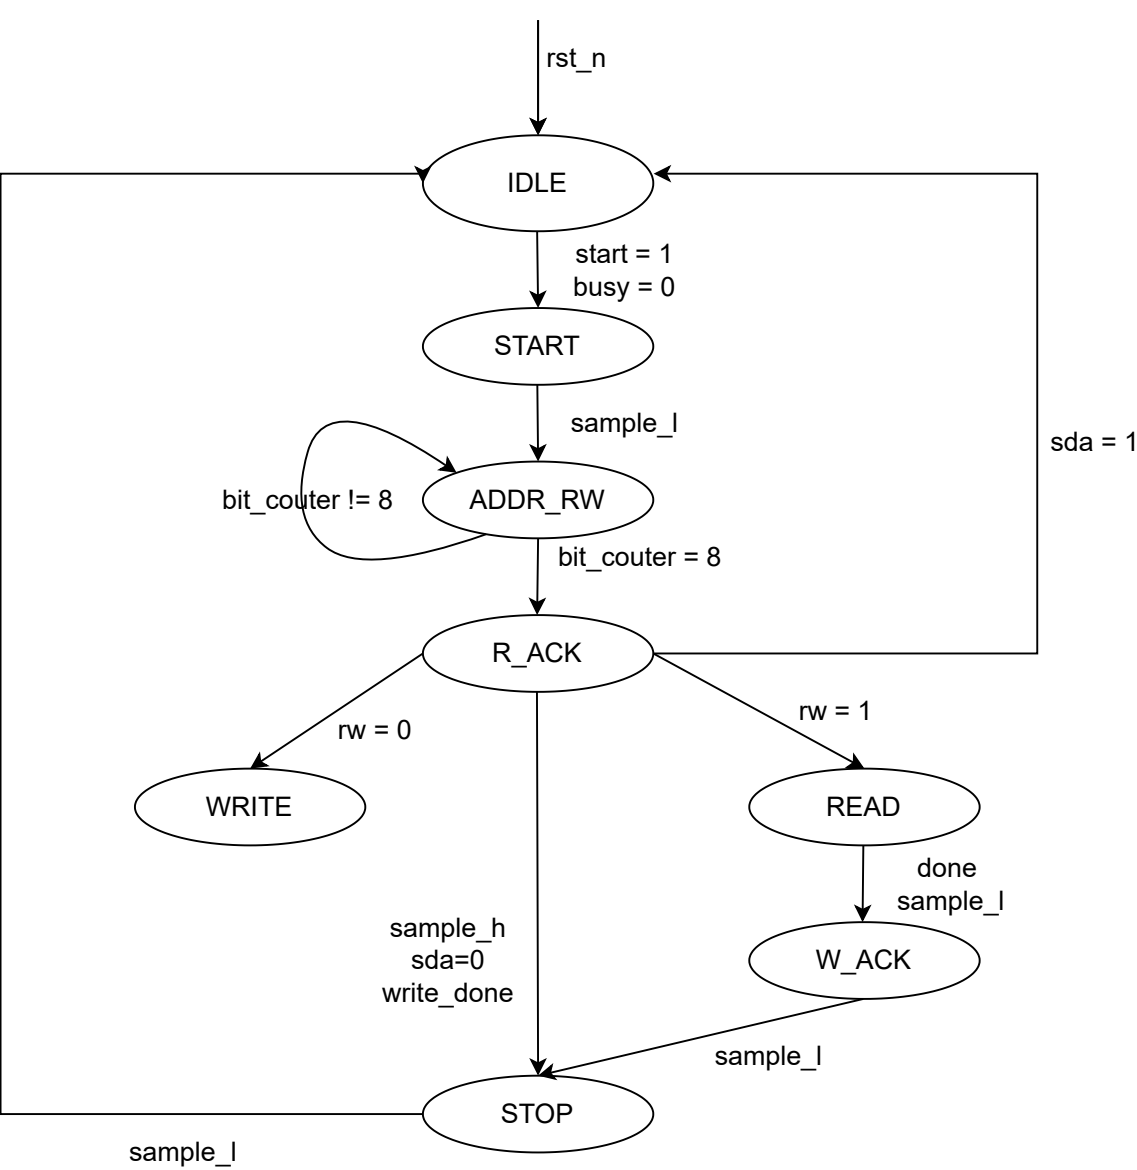 rst_n
IDLE
start = 1
busy = 0
START
sample_l
sda = 1
bit_couter != 8
ADDR_RW
bit_couter = 8
R_ACK
rw = 1
rw = 0
WRITE
READ
done
sample_l
sample_h
sda=0
write_done
W_ACK
sample_l
STOP
sample_l